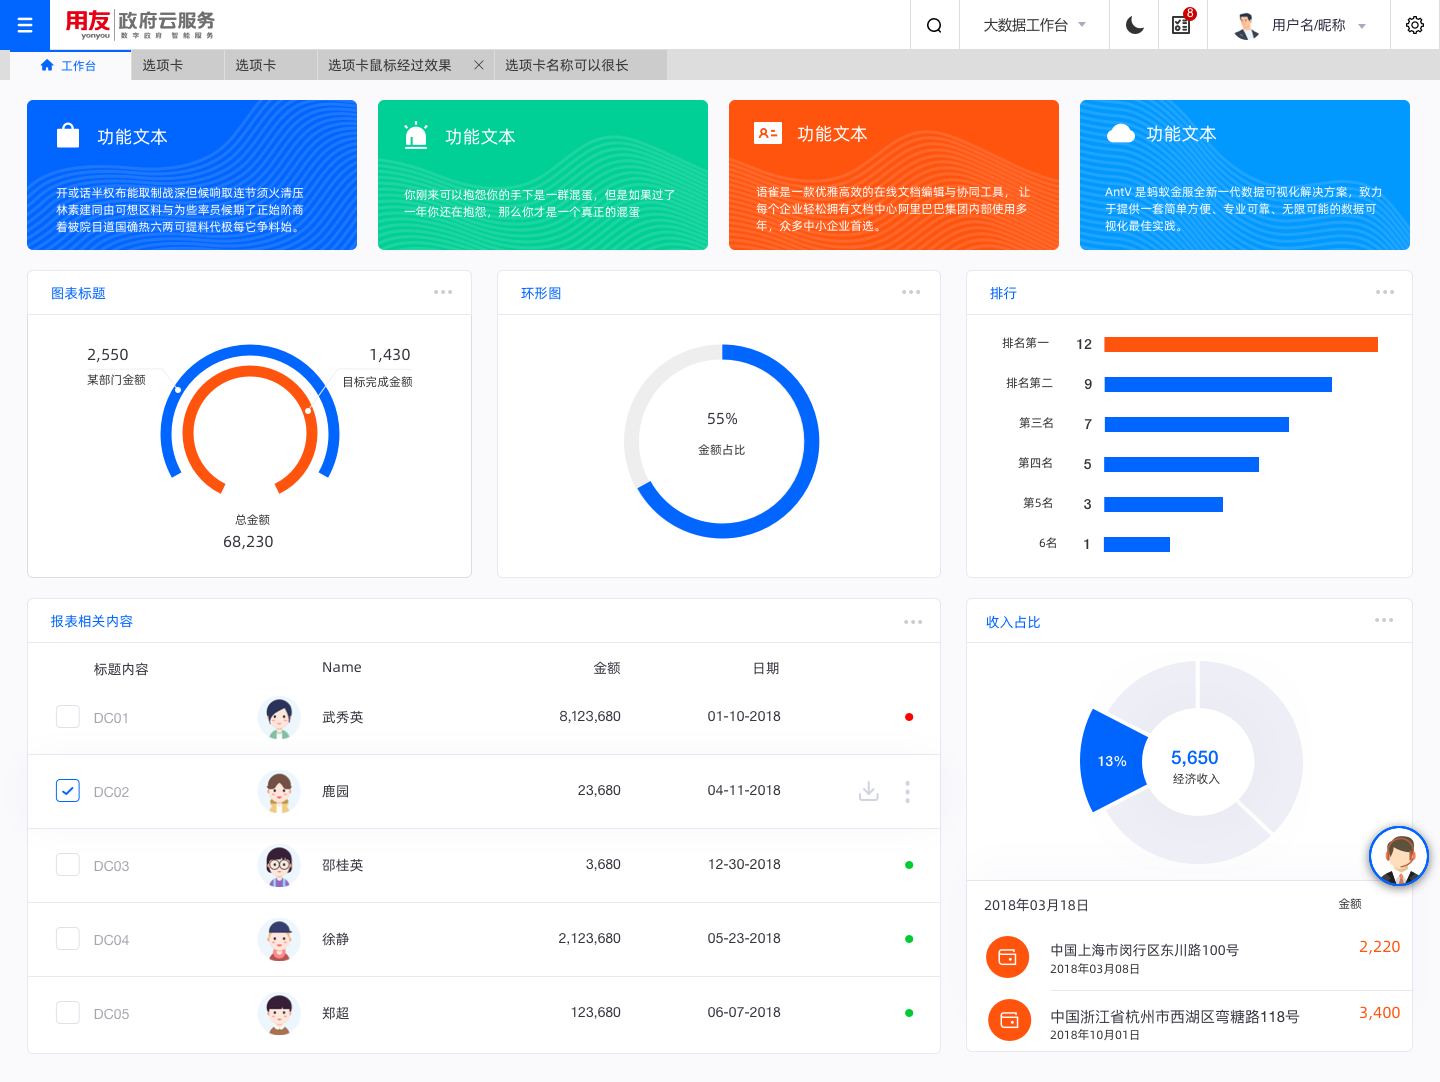 用友
yonyou
政府云服务
数字政府 智能服务
大数据工作台
8
用户名/昵称
工作台
选项卡
选项卡
选项卡鼠标经过效果
选项卡名称可以很长
功能文本
开或话半权布能取制战深但候响取连节须火清压
林素建同由可想区料与为些率员候期了正始阶商
着被院目道国确热六两可提料代极每它争料始。
功能文本
你刚来可以抱怨你的手下是一群混蛋，但是如果过了
一年你还在抱怨，那么你才是一个真正的混蛋
功能文本
语雀是一款优雅高效的在线文档编辑与协同工具， 让
每个企业轻松拥有文档中心阿里巴巴集团内部使用多
年，众多中小企业首选。
功能文本
AntV 是蚂蚁金服全新一代数据可视化解决方案，致力
于提供一套简单方便、专业可靠、无限可能的数据可
视化最佳实践。
图表标题
2,550
某部门金额
1,430
目标完成金额
总金额
68,230
环形图
55%
金额占比
排行
排名第一 12
排名第二 9
第三名 7
第四名 5
第5名 3
6名 1
报表相关内容
标题内容 Name 金额 日期
DC01 武秀英 8,123,680 01-10-2018
DC02 鹿园 23,680 04-11-2018
DC03 邵桂英 3,680 12-30-2018
DC04 徐静 2,123,680 05-23-2018
DC05 郑超 123,680 06-07-2018
收入占比
13%
5,650
经济收入
2018年03月18日 金额
中国上海市闵行区东川路100号 2,220
2018年03月08日
中国浙江省杭州市西湖区弯糖路118号 3,400
2018年10月01日